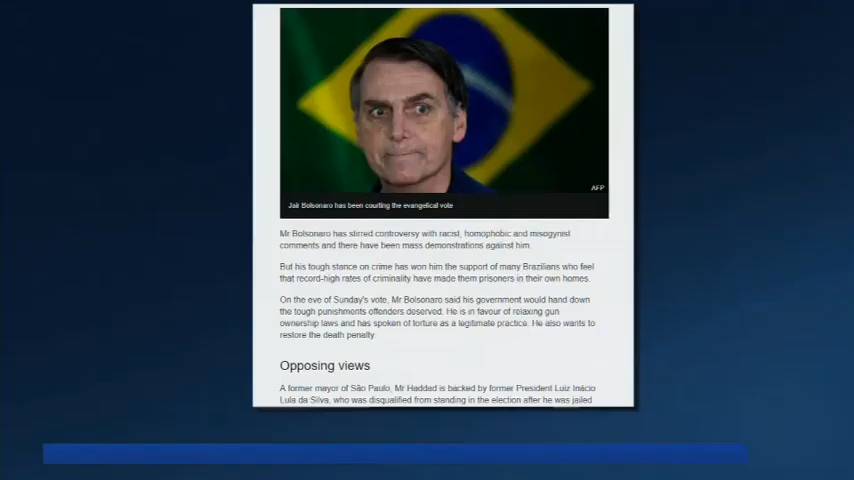 AFP
Jair Bolsonaro has been courting the evangelical vote
Mr Bolsonaro has stirred controversy with racist, homophobic and misogynist
comments and there have been mass demonstrations against him.
But his tough stance on crime has won him the support of many Brazilians who feel
that record-high rates of criminality have made them prisoners in their own homes.
On the eve of Sunday's vote, Mr Bolsonaro said his government would hand down
the tough punishments offenders deserved. He is in favour of relaxing gun
ownership laws and has spoken of torture as a legitimate practice. He also wants to
restore the death penalty.
Opposing views
A former mayor of São Paulo, Mr Haddad is backed by former President Luiz Inácio
Lula da Silva, who was disqualified from standing in the election after he was jailed